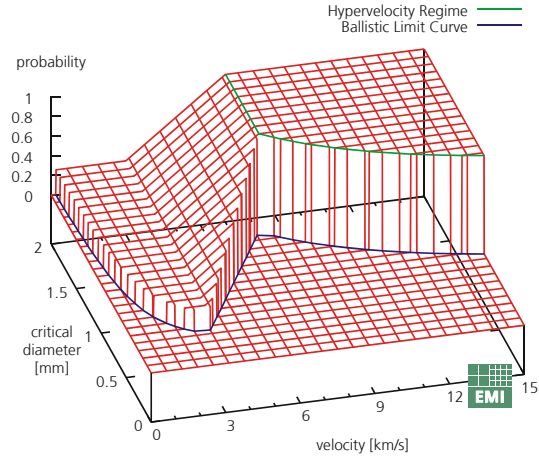 Hypervelocity Regime
Ballistic Limit Curve
probability
1
0.8
0.6
0.4
0.2
0
2
1.5
1
0.5
0
critical
diameter
[mm]
0
3
6
9
12
15
velocity [km/s]
EMI